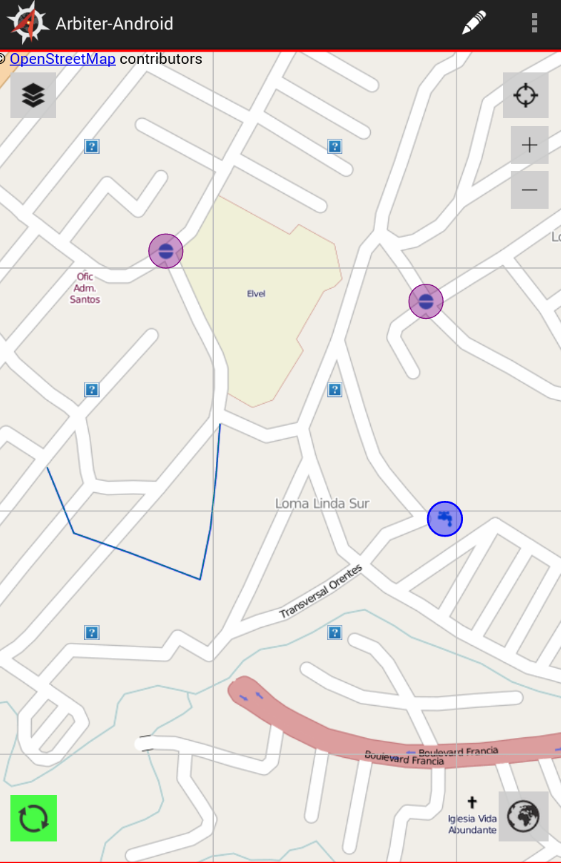 Arbiter-Android
© OpenStreetMap contributors
+
Lo
−
Ofic
Adm.
Santos
Elvel
?
?
?
?
Loma Linda Sur
Transversal Orentes
?
?
Boulevard Francia
Boulevard Francia
Iglesia Vida
Abundante